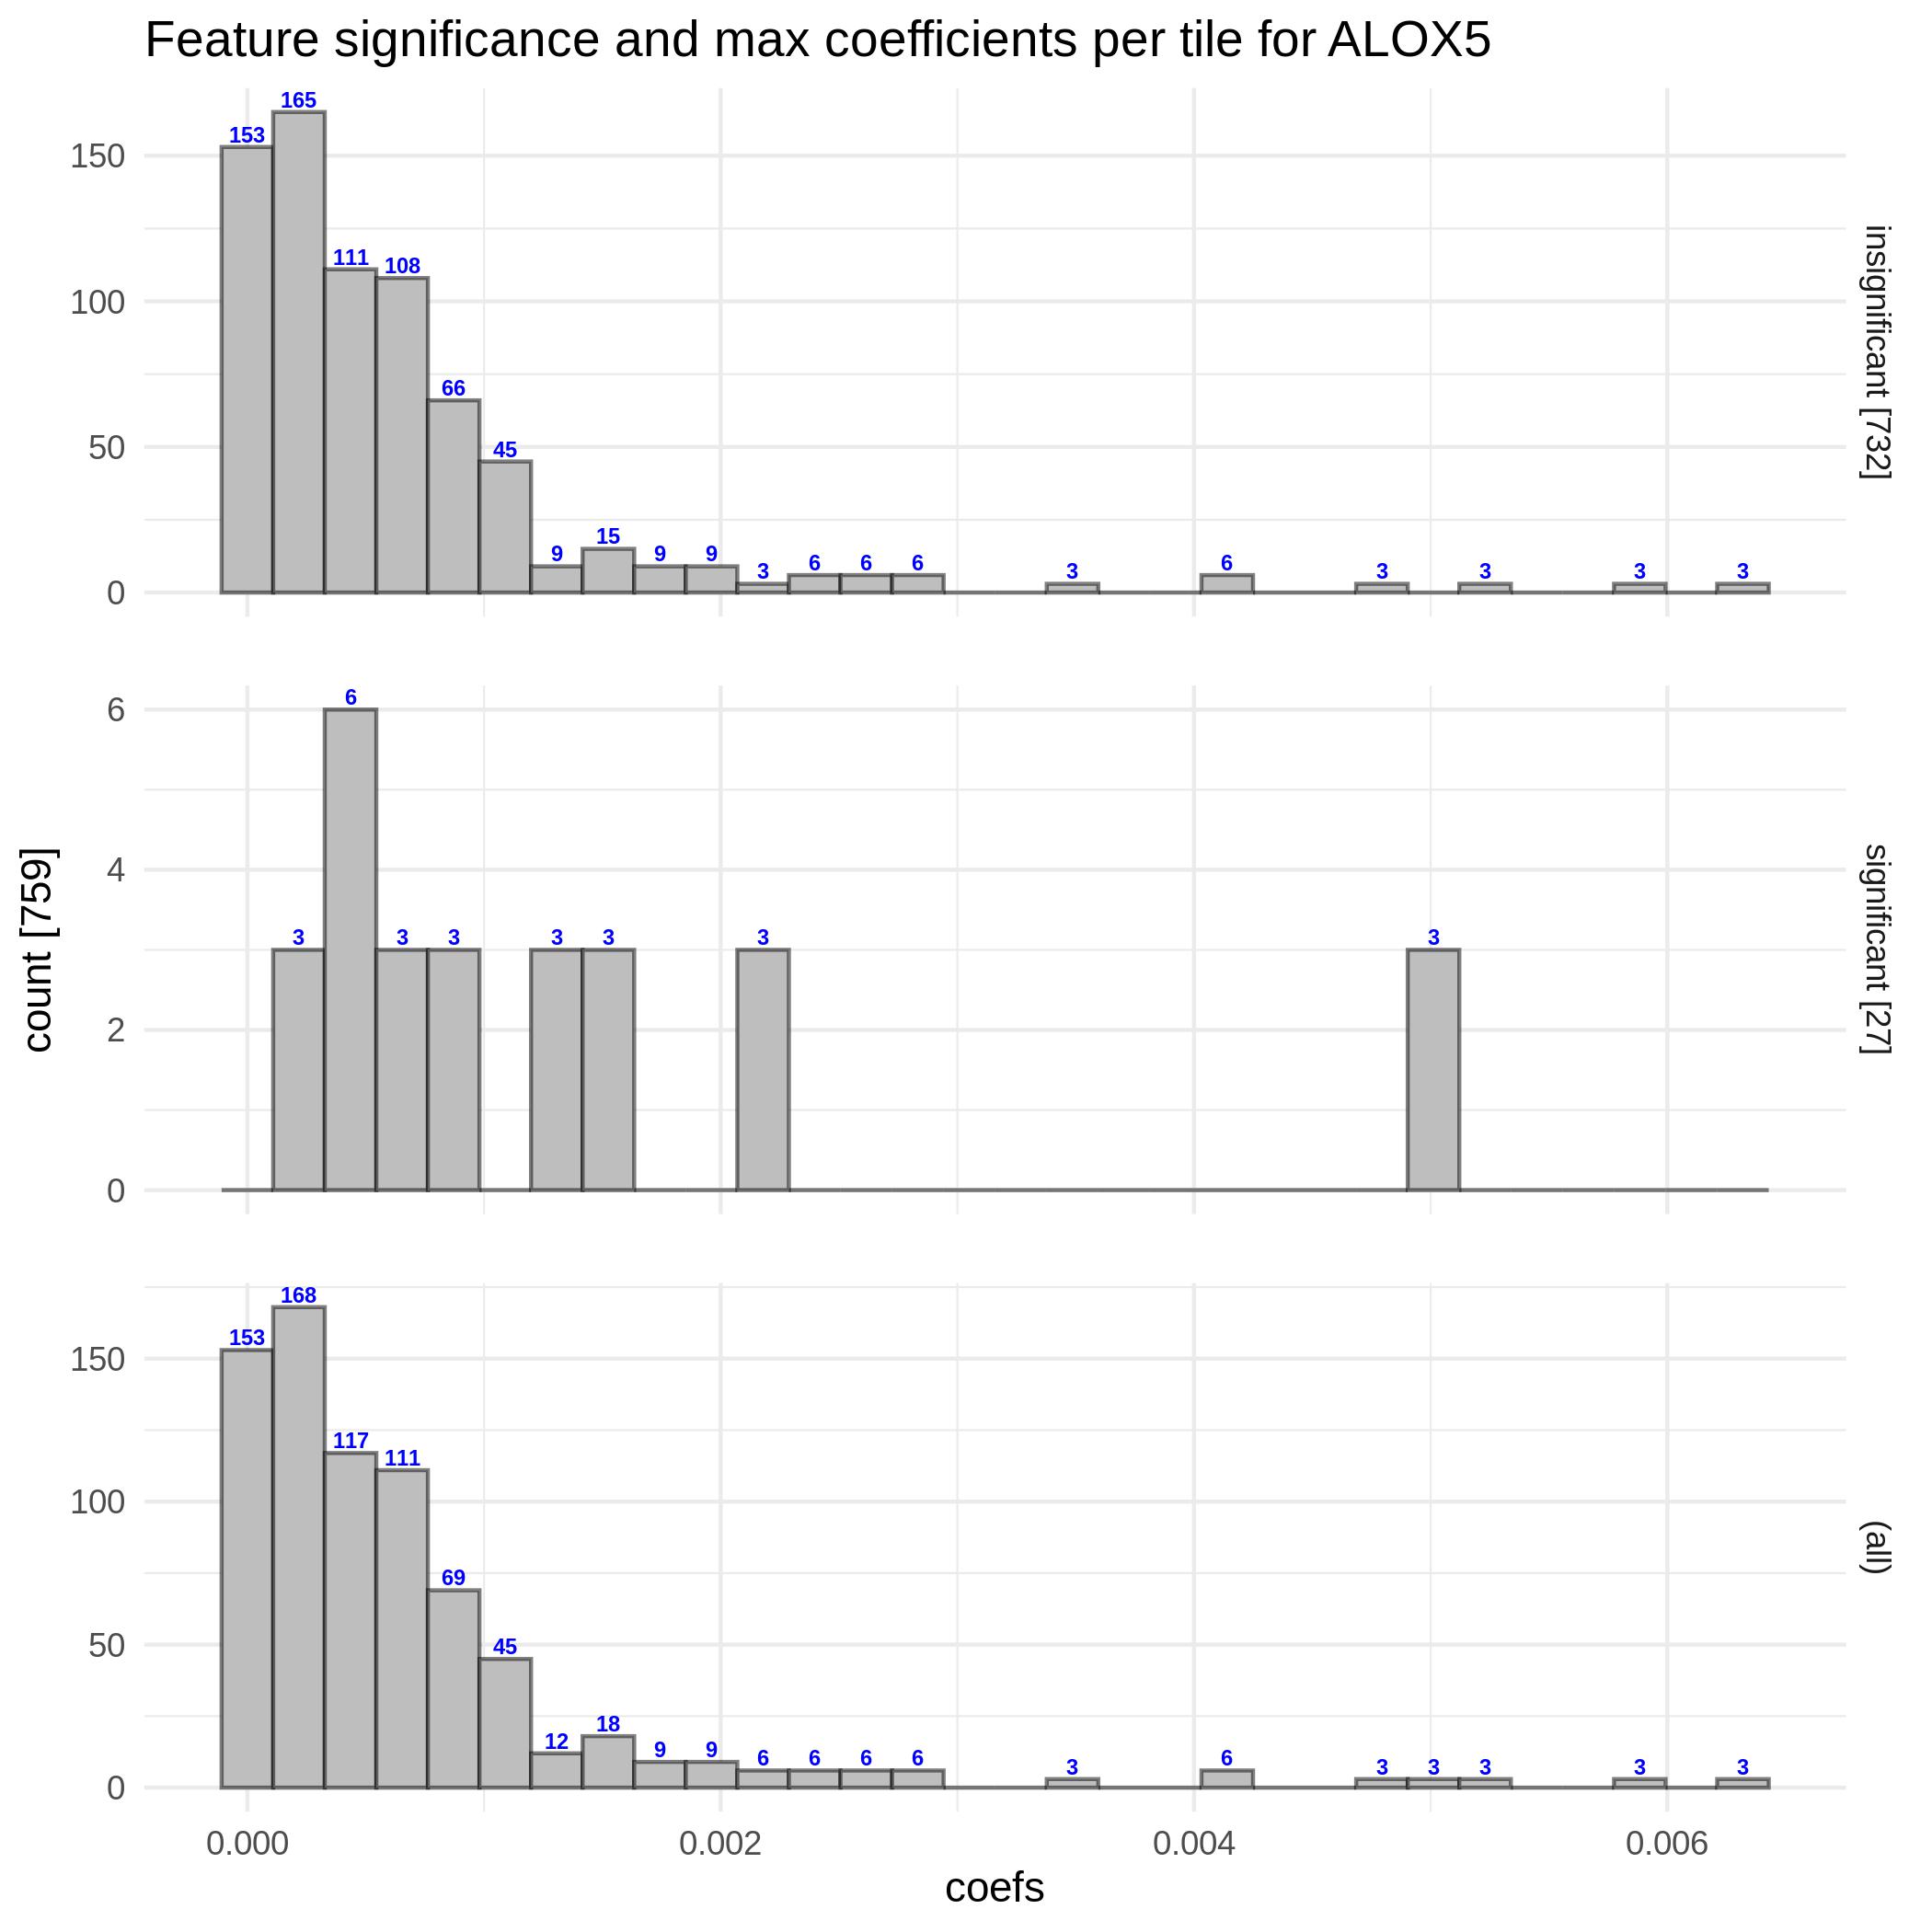 Feature significance and max coefficients per tile for ALOX5
153 165 111 108 66 45 9 15 9 9 3 6 6 6 3 6 3 3 3 3
150
100
50
0
insignificant [732]
3 6 3 3 3 3 3 3
6
4
2
0
significant [27]
count [759]
153 168 117 111 69 45 12 18 9 9 6 6 6 6 3 6 3 3 3 3 3
150
100
50
0
(all)
0.000 0.002 0.004 0.006
coefs